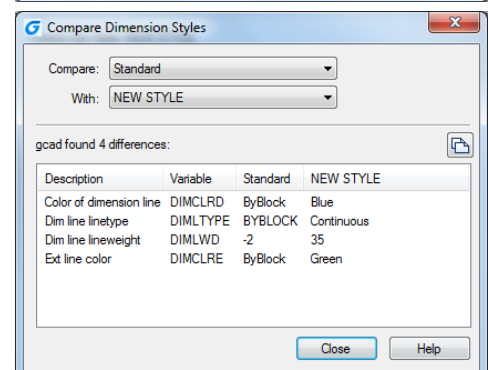 Compare Dimension Styles
Compare: Standard
With: NEW STYLE
gcad found 4 differences:
Description Variable Standard NEW STYLE
Color of dimension line DIMCLRD ByBlock Blue
Dim line linetype DIMLTYPE BYBLOCK Continuous
Dim line lineweight DIMLWD -2 35
Ext line color DIMCLRE ByBlock Green
Close Help